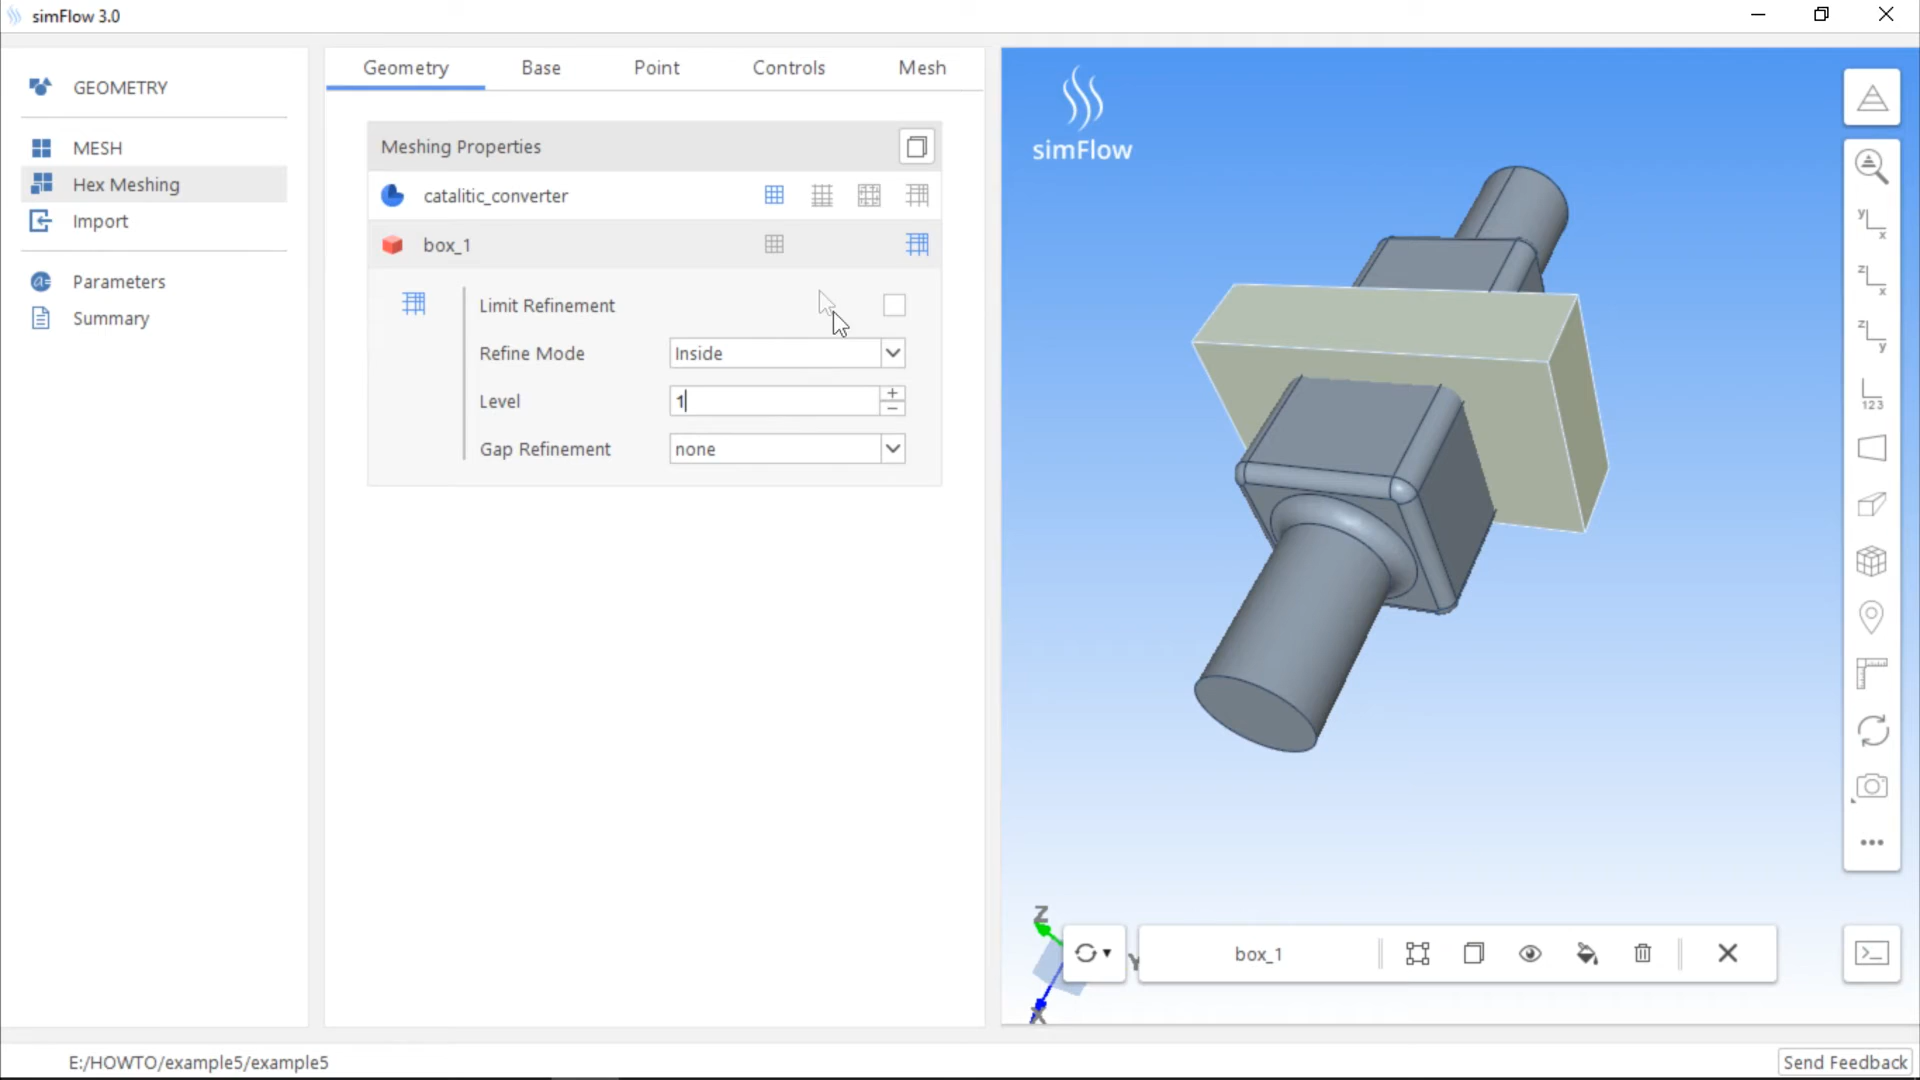 simFlow 3.0
GEOMETRY
MESH
Hex Meshing
Import
Parameters
Summary
Geometry
Base
Point
Controls
Mesh
Meshing Properties
catalitic_converter
box_1
Limit Refinement
Refine Mode
Inside
Level
1
Gap Refinement
none
simFlow
y
x
z
x
z
y
123
Z
Y
X
box_1
E:/HOWTO/example5/example5
Send Feedback